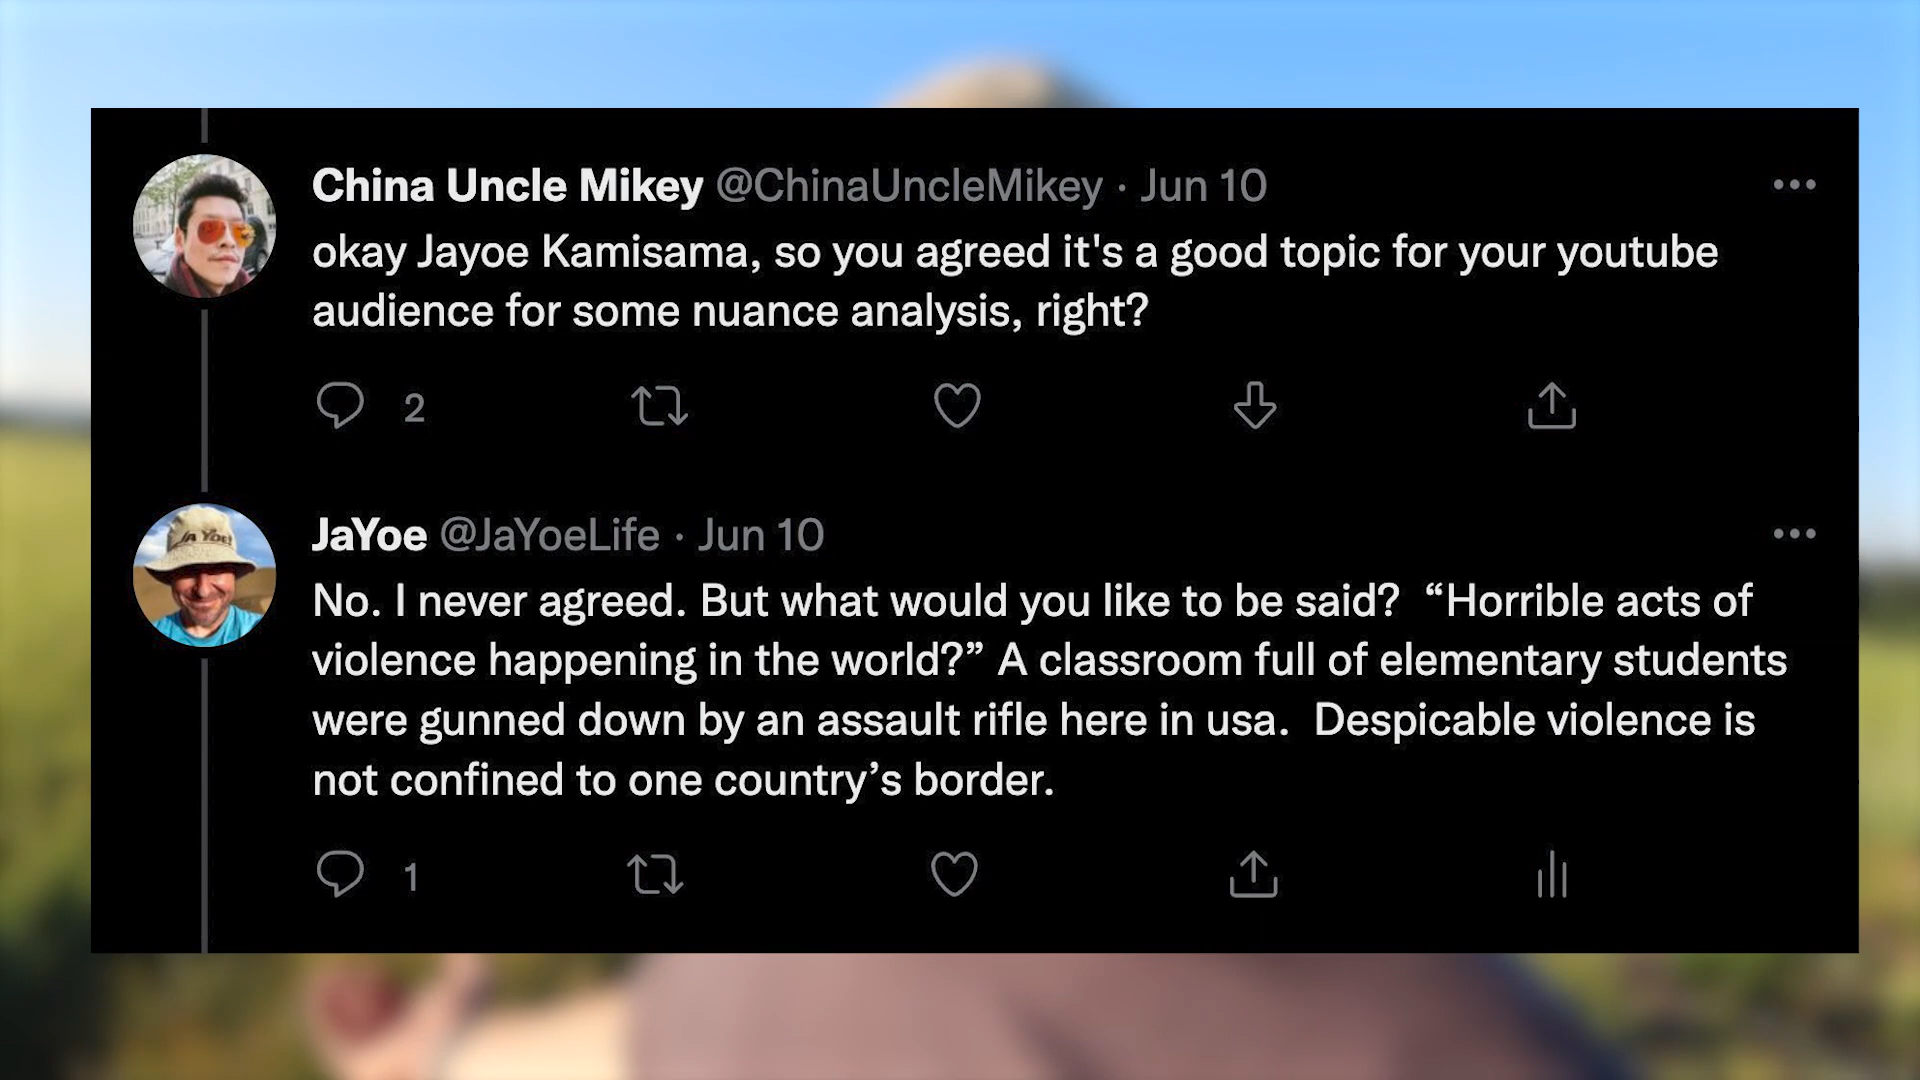 China Uncle Mikey @ChinaUncleMikey · Jun 10
okay Jayoe Kamisama, so you agreed it's a good topic for your youtube
audience for some nuance analysis, right?
2
JA YOE!
JaYoe @JaYoeLife · Jun 10
No. I never agreed. But what would you like to be said?  “Horrible acts of
violence happening in the world?” A classroom full of elementary students
were gunned down by an assault rifle here in usa.  Despicable violence is
not confined to one country’s border.
1